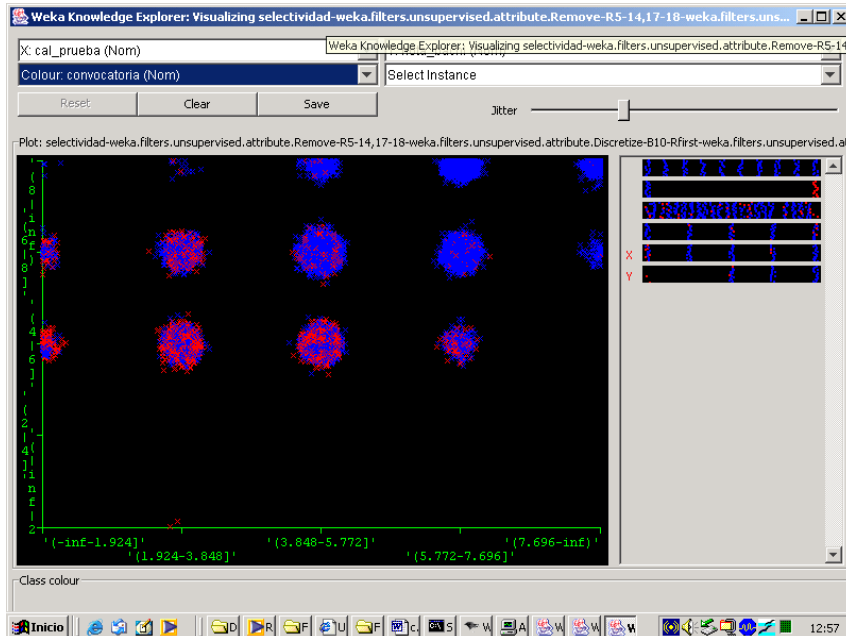 Weka Knowledge Explorer: Visualizing selectividad-weka.filters.unsupervised.attribute.Remove-R5-14,17-18-weka.filters.uns...
X: cal_prueba (Nom)
Weka Knowledge Explorer: Visualizing selectividad-weka.filters.unsupervised.attribute.Remove-R5-14
Colour: convocatoria (Nom)
Select Instance
Reset
Clear
Save
Jitter
Plot: selectividad-weka.filters.unsupervised.attribute.Remove-R5-14,17-18-weka.filters.unsupervised.attribute.Discretize-B10-Rfirst-weka.filters.unsupervised.at
X
Y
'(-inf-1.924]'
'(3.848-5.772]'
'(7.696-inf)'
'(1.924-3.848]'
'(5.772-7.696]'
Class colour
Inicio
12:57